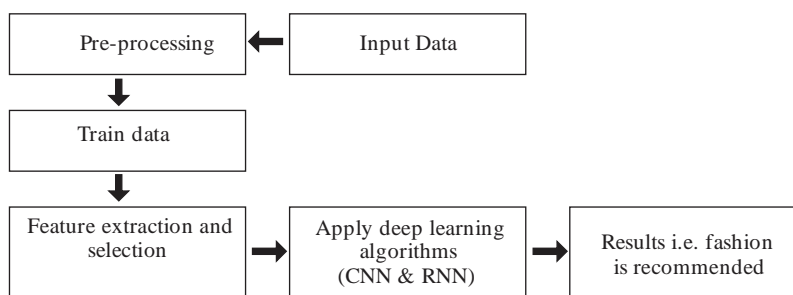 Pre-processing
Input Data
Train data
Feature extraction and
selection
Apply deep learning
algorithms
(CNN & RNN)
Results i.e. fashion
is recommended